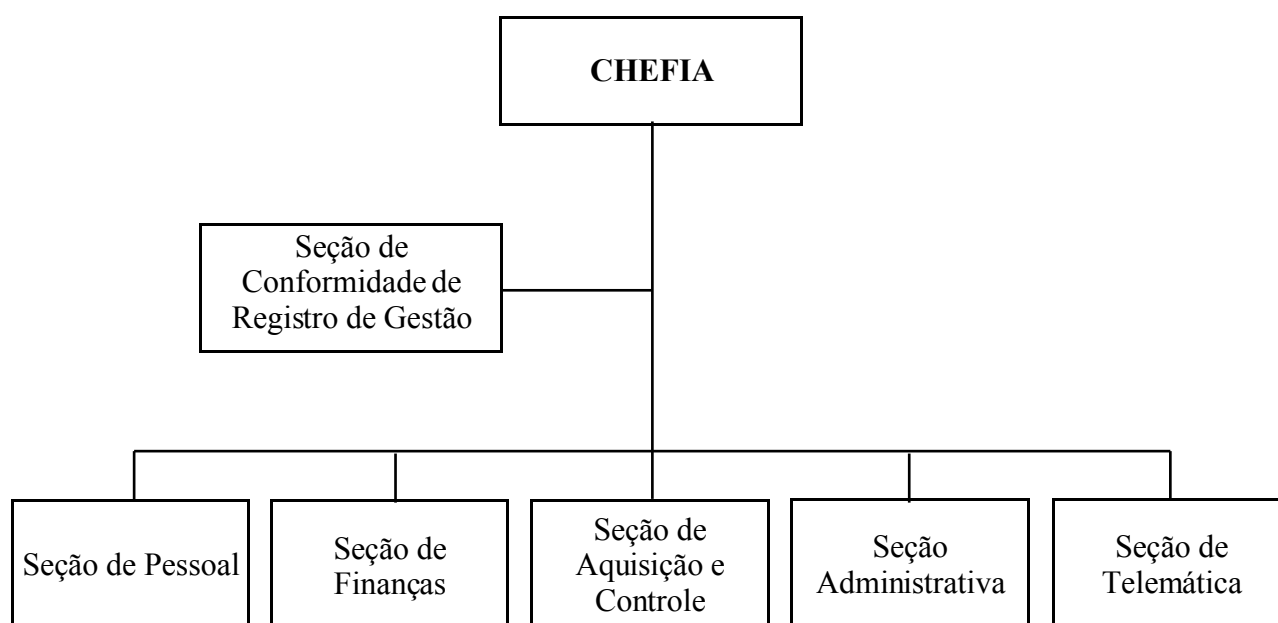 CHEFIA
Seção de
Conformidade de
Registro de Gestão
Seção de Pessoal
Seção de
Finanças
Seção de
Aquisição e
Controle
Seção
Administrativa
Seção de
Telemática